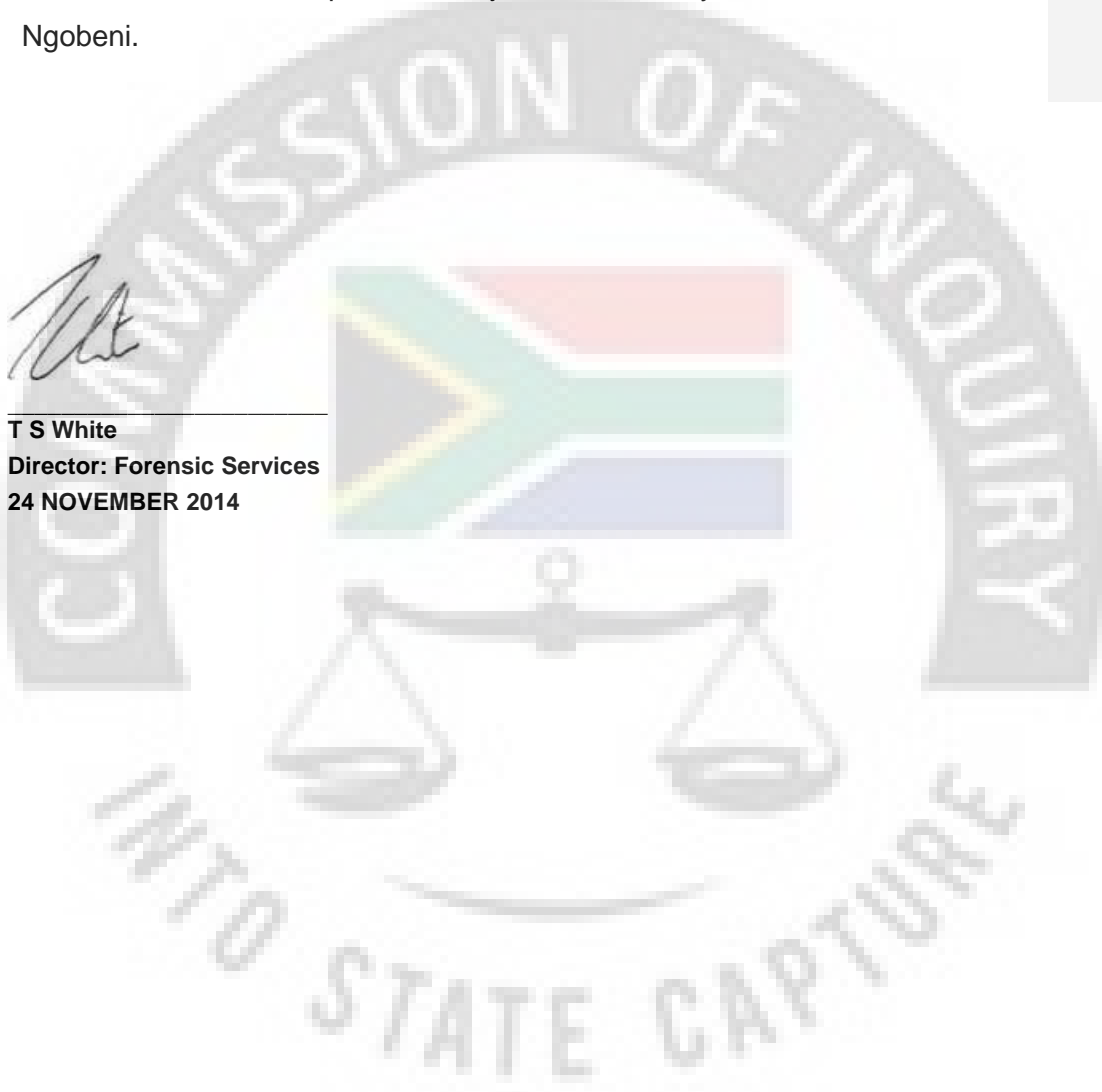 Ngobeni.
T S White
Director: Forensic Services
24 NOVEMBER 2014
COMMISSION OF INQUIRY
INTO STATE CAPTURE